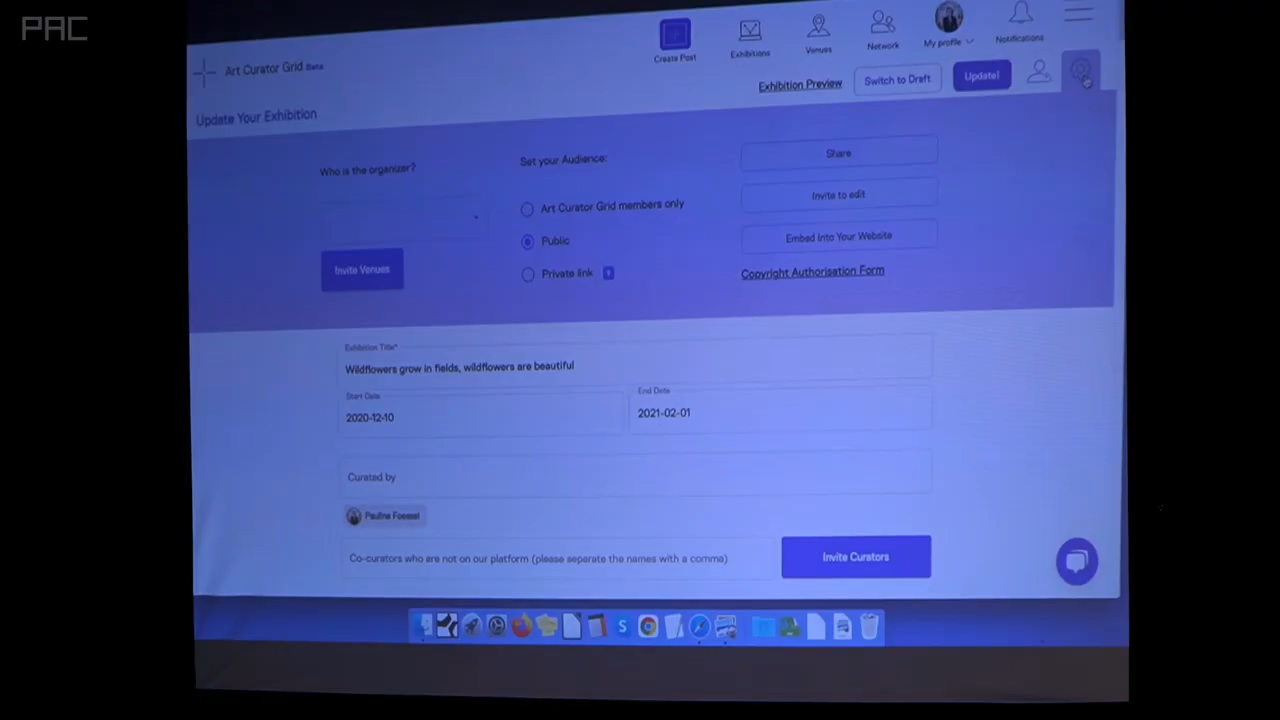 PAC
Create Post
Exhibitions
Venues
Network
My profile
Notifications
Art Curator Grid Beta
Exhibition Preview
Switch to Draft
Update!
Update Your Exhibition
Who is the organizer?
Set your Audience:
Share
Art Curator Grid members only
Invite to edit
Public
Embed Into Your Website
Invite Venues
Private link
Copyright Authorisation Form
Exhibition Title*
Wildflowers grow in fields, wildflowers are beautiful
Start Date
End Date
2020-12-10
2021-02-01
Curated by
Pauline Foessel
Co-curators who are not on our platform (please separate the names with a comma)
Invite Curators
S